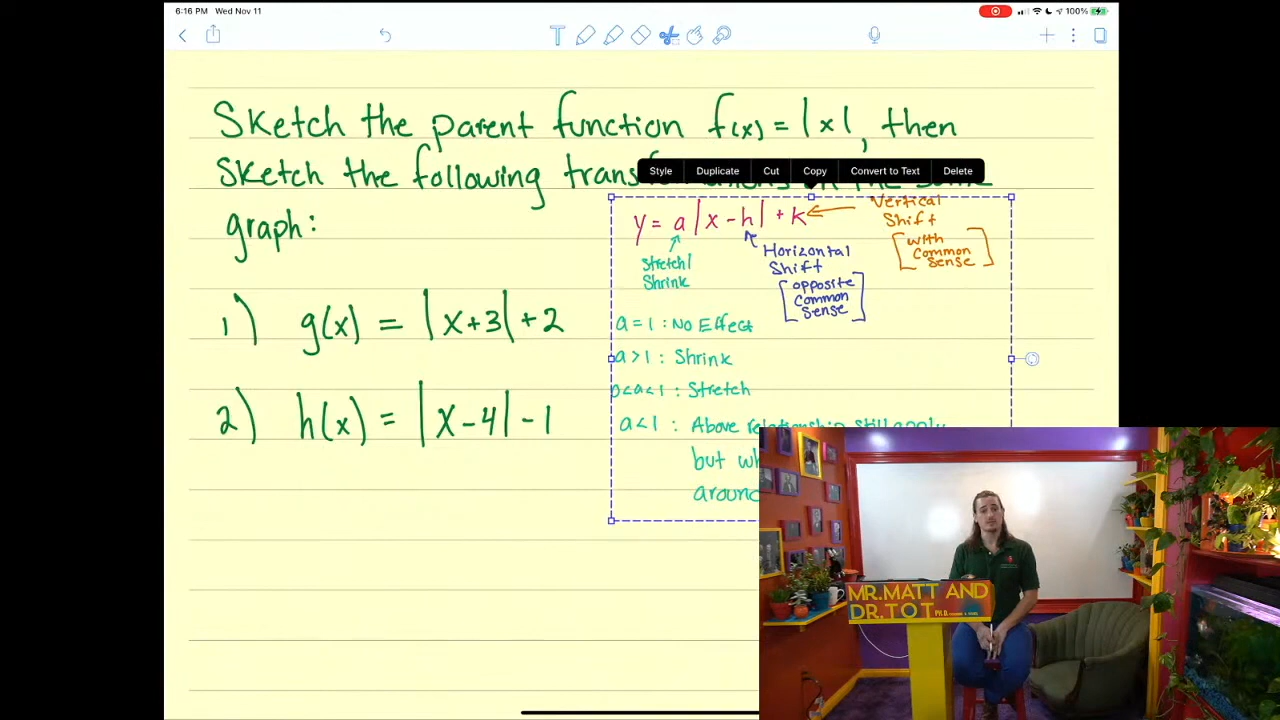 6:16 PM Wed Nov 11
100%
Sketch the parent function f(x) = |x|, then
Sketch the following
graph:
Style Duplicate Cut Copy Convert to Text Delete
y = a|x-h| + k
Vertical
Shift
[with
Common
Sense]
Stretch/
Shrink
Horizontal
Shift
[opposite
Common
Sense]
1) g(x) = |x+3|+2
2) h(x) = |x-4|-1
a=1: No Effect
a>1: Shrink
0<a<1: Stretch
a<1: Above relationship still apply
but
around
MR.MATT AND
DR.TOT